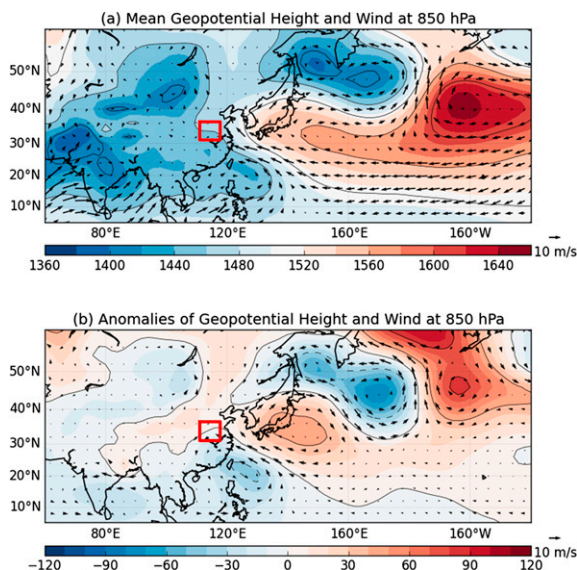 (a) Mean Geopotential Height and Wind at 850 hPa
50°N
40°N
30°N
20°N
10°N
80°E 120°E 160°E 160°W
10 m/s
1360 1400 1440 1480 1520 1560 1600 1640
(b) Anomalies of Geopotential Height and Wind at 850 hPa
50°N
40°N
30°N
20°N
10°N
80°E 120°E 160°E 160°W
10 m/s
−120 −90 −60 −30 0 30 60 90 120